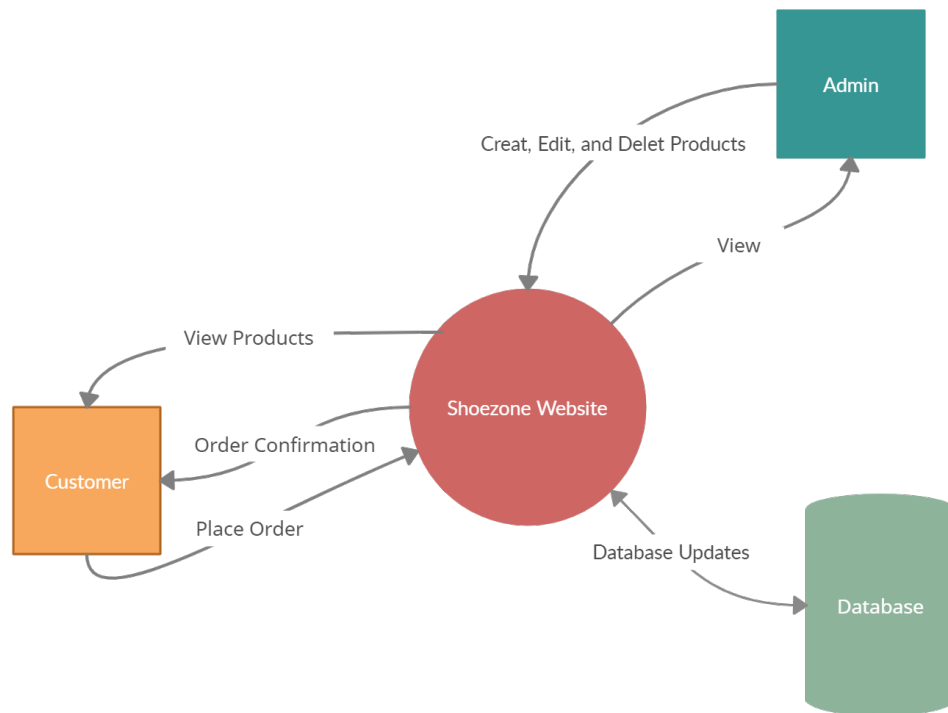 Admin
Creat, Edit, and Delet Products
View
View Products
Shoezone Website
Order Confirmation
Customer
Place Order
Database Updates
Database